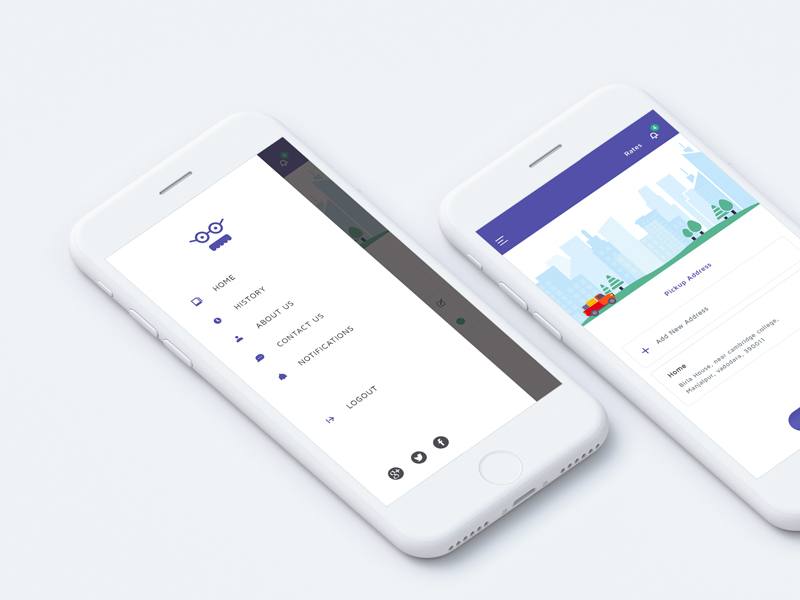 HOME
HISTORY
ABOUT US
CONTACT US
NOTIFICATIONS
LOGOUT
Rates
Pickup Address
Add New Address
Home
Birla House, near cambridge college,
Manjalpur, vadodara, 390011